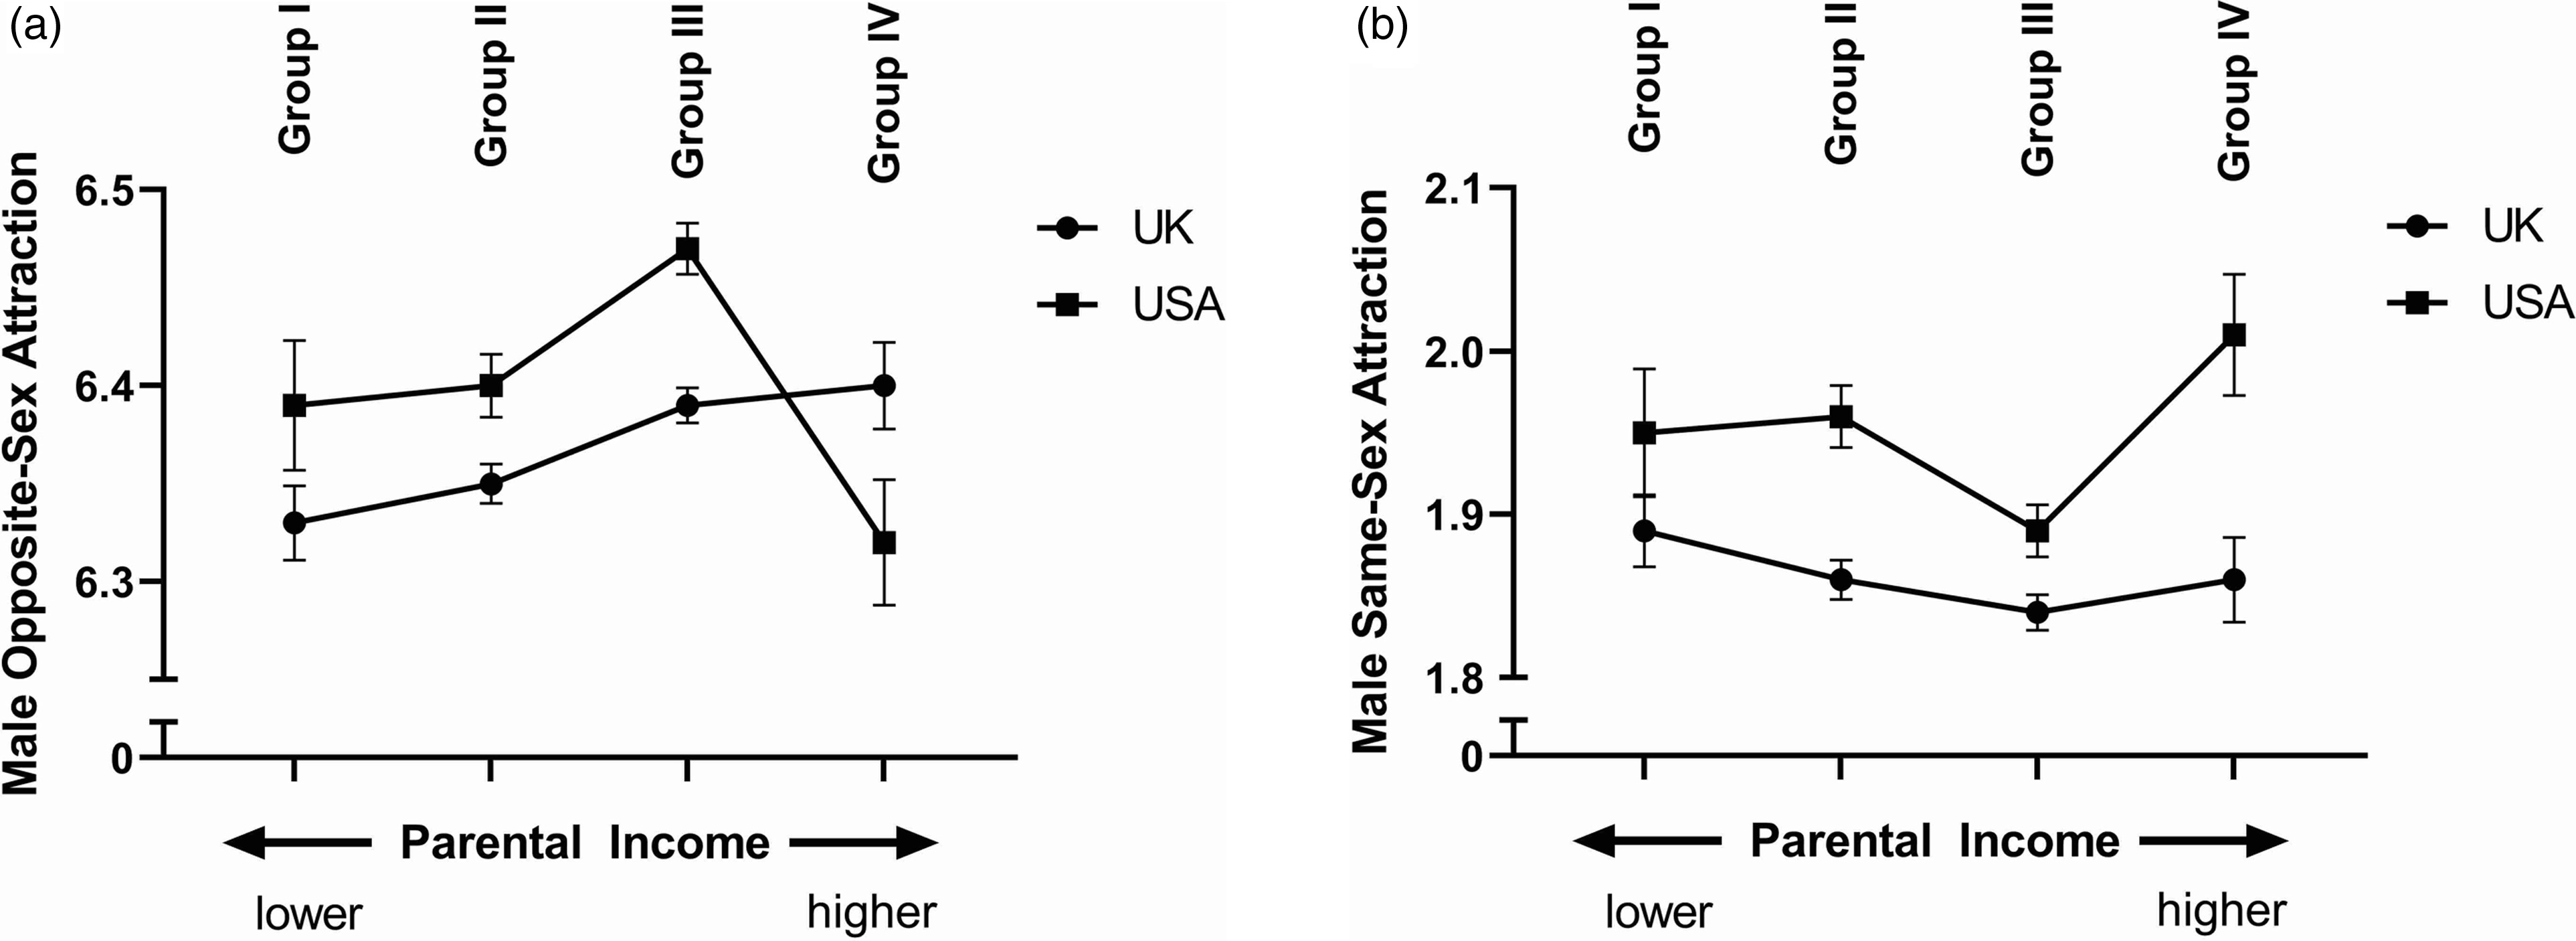 (a)
Group I
Group II
Group III
Group IV
Male Opposite-Sex Attraction
6.5
6.4
6.3
0
UK
USA
Parental Income
lower
higher
(b)
Group I
Group II
Group III
Group IV
Male Same-Sex Attraction
2.1
2.0
1.9
1.8
0
UK
USA
Parental Income
lower
higher